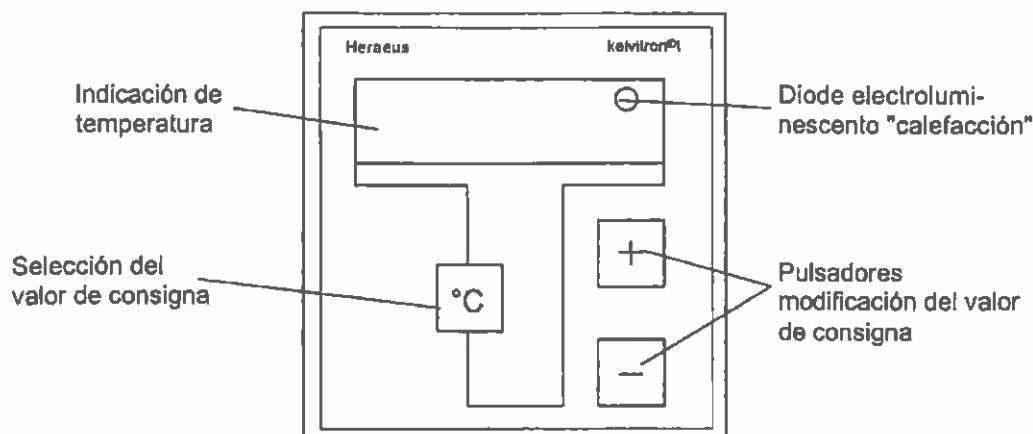 Heraeus
kelvitron®t
Indicación de
temperatura
Diode electrolumi-
nescento "calefacción"
+
Selección del
valor de consigna
°C
Pulsadores
modificación del valor
de consigna
−